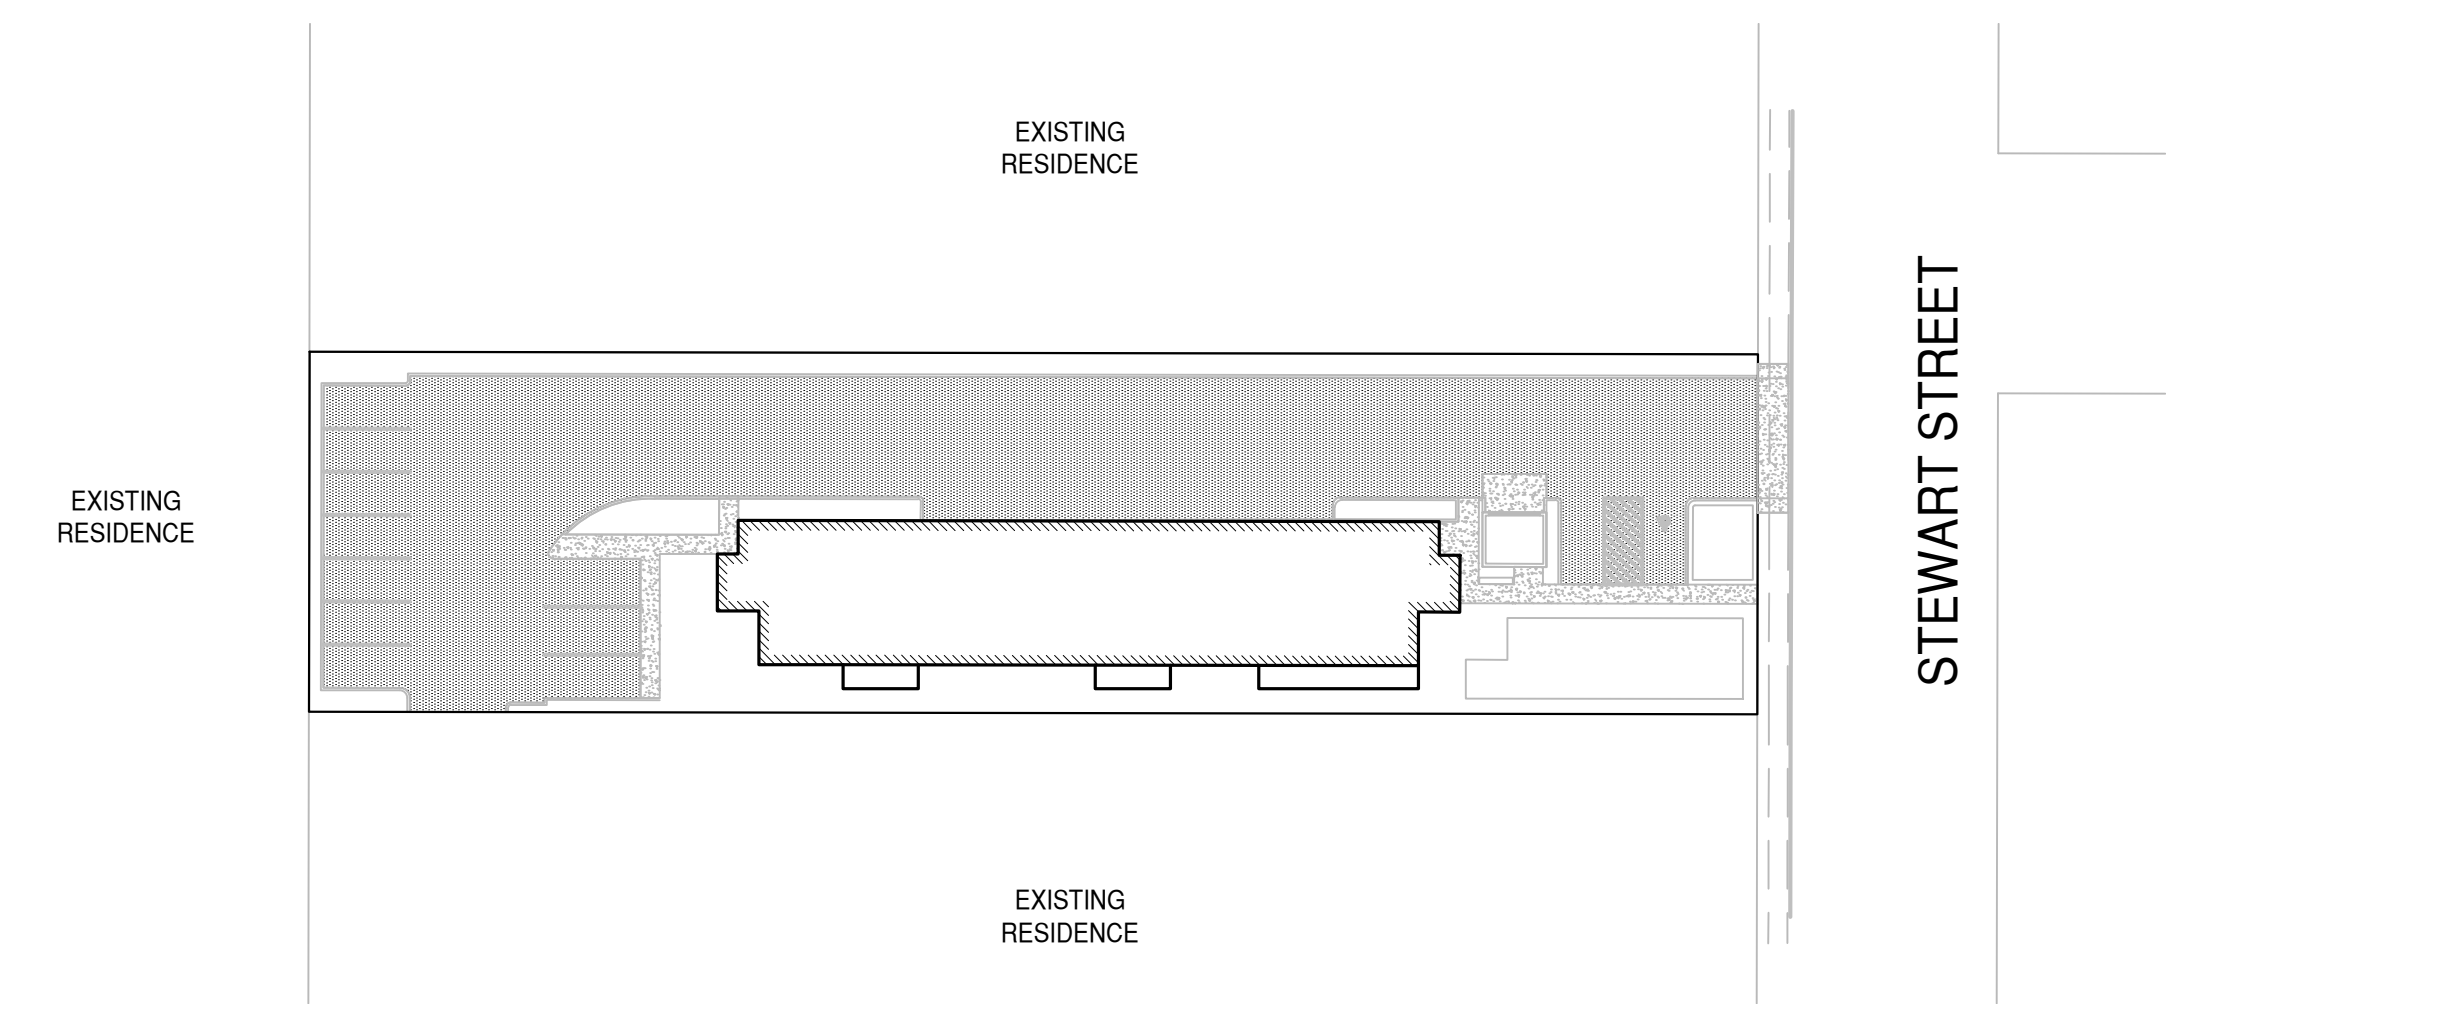 EXISTING
RESIDENCE
EXISTING
RESIDENCE
STEWART STREET
EXISTING
RESIDENCE